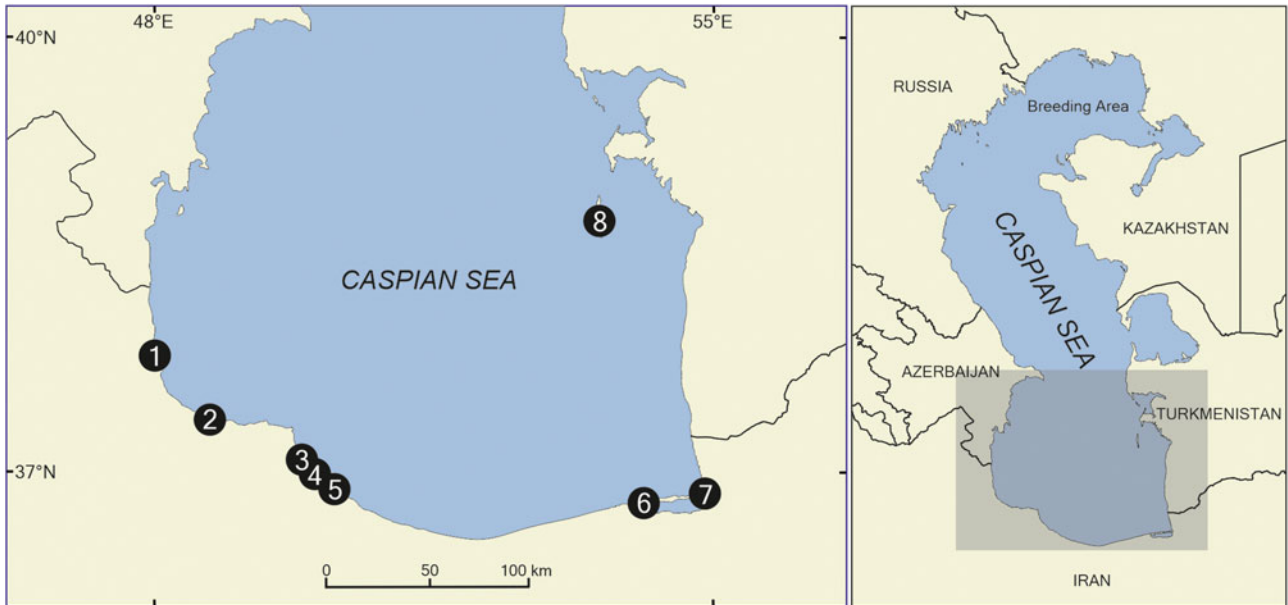 48°E
55°E
40°N
8
CASPIAN SEA
1
2
3
4
5
37°N
6
7
0 50 100 km
RUSSIA
Breeding Area
KAZAKHSTAN
CASPIAN SEA
AZERBAIJAN
TURKMENISTAN
IRAN